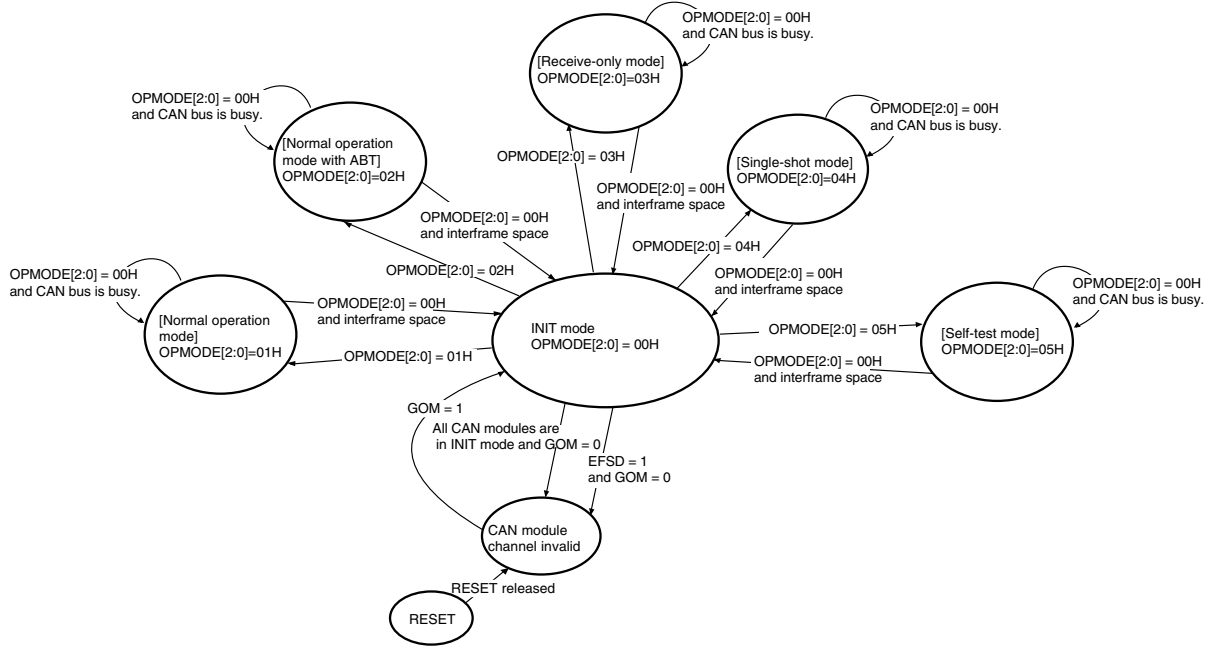 OPMODE[2:0] = 00H
and CAN bus is busy.
[Receive-only mode]
OPMODE[2:0]=03H
OPMODE[2:0] = 00H
and CAN bus is busy.
[Normal operation
mode with ABT]
OPMODE[2:0]=02H
OPMODE[2:0] = 00H
and CAN bus is busy.
[Single-shot mode]
OPMODE[2:0]=04H
OPMODE[2:0] = 03H
OPMODE[2:0] = 00H
and interframe space
OPMODE[2:0] = 00H
and interframe space
OPMODE[2:0] = 04H
OPMODE[2:0] = 02H
OPMODE[2:0] = 00H
and interframe space
OPMODE[2:0] = 00H
and CAN bus is busy.
[Normal operation
mode]
OPMODE[2:0]=01H
OPMODE[2:0] = 00H
and interframe space
OPMODE[2:0] = 01H
INIT mode
OPMODE[2:0] = 00H
OPMODE[2:0] = 05H
OPMODE[2:0] = 00H
and interframe space
[Self-test mode]
OPMODE[2:0]=05H
OPMODE[2:0] = 00H
and CAN bus is busy.
GOM = 1
All CAN modules are
in INIT mode and GOM = 0
EFSD = 1
and GOM = 0
CAN module
channel invalid
RESET released
RESET